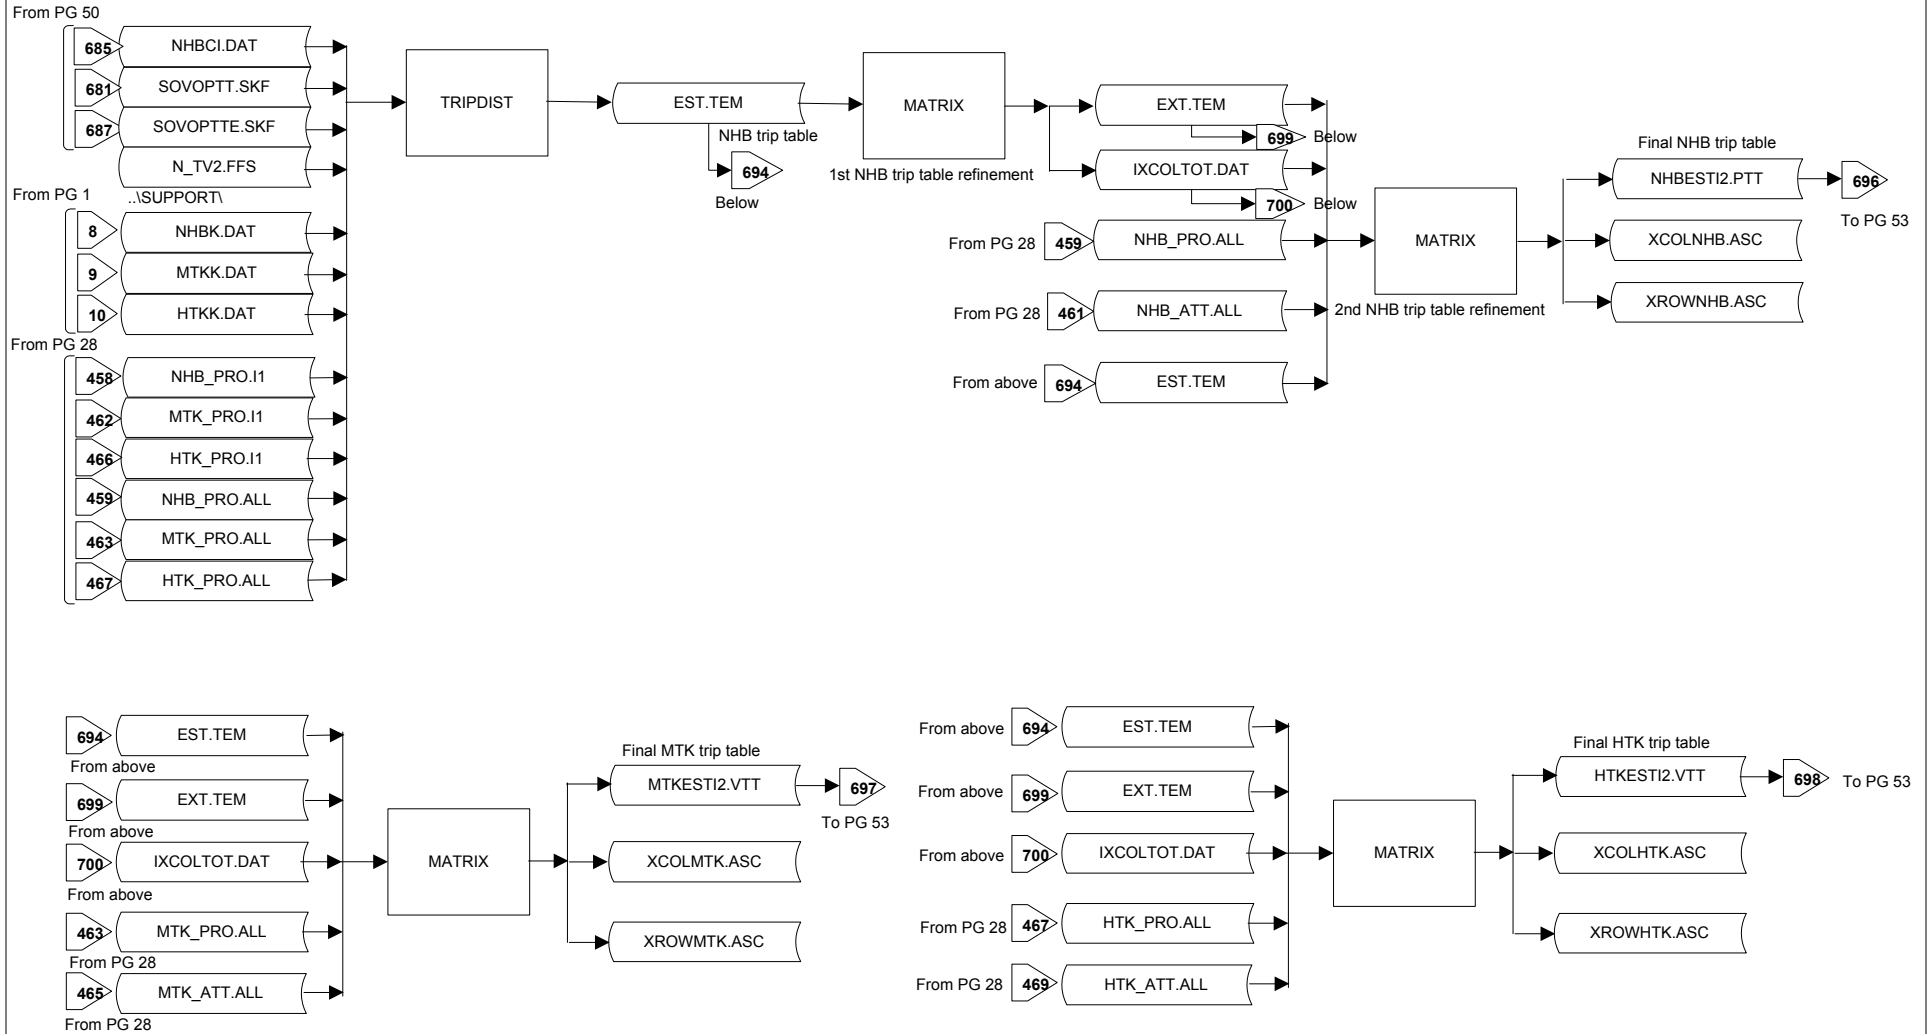 From PG 50
685 NHBCI.DAT
681 SOVOPTT.SKF
687 SOVOPTTE.SKF
N_TV2.FFS
..\SUPPORT\
From PG 1
8 NHBK.DAT
9 MTKK.DAT
10 HTKK.DAT
From PG 28
458 NHB_PRO.I1
462 MTK_PRO.I1
466 HTK_PRO.I1
459 NHB_PRO.ALL
463 MTK_PRO.ALL
467 HTK_PRO.ALL
TRIPDIST
EST.TEM
NHB trip table
694
Below
MATRIX
1st NHB trip table refinement
EXT.TEM
699 Below
IXCOLTOT.DAT
700 Below
From PG 28 459 NHB_PRO.ALL
From PG 28 461 NHB_ATT.ALL
From above 694 EST.TEM
MATRIX
2nd NHB trip table refinement
Final NHB trip table
NHBESTI2.PTT
696
To PG 53
XCOLNHB.ASC
XROWNHB.ASC
694 EST.TEM
From above
699 EXT.TEM
From above
700 IXCOLTOT.DAT
From above
463 MTK_PRO.ALL
From PG 28
465 MTK_ATT.ALL
From PG 28
MATRIX
Final MTK trip table
MTKESTI2.VTT
697
To PG 53
XCOLMTK.ASC
XROWMTK.ASC
From above 694 EST.TEM
From above 699 EXT.TEM
From above 700 IXCOLTOT.DAT
From PG 28 467 HTK_PRO.ALL
From PG 28 469 HTK_ATT.ALL
MATRIX
Final HTK trip table
HTKESTI2.VTT
698 To PG 53
XCOLHTK.ASC
XROWHTK.ASC